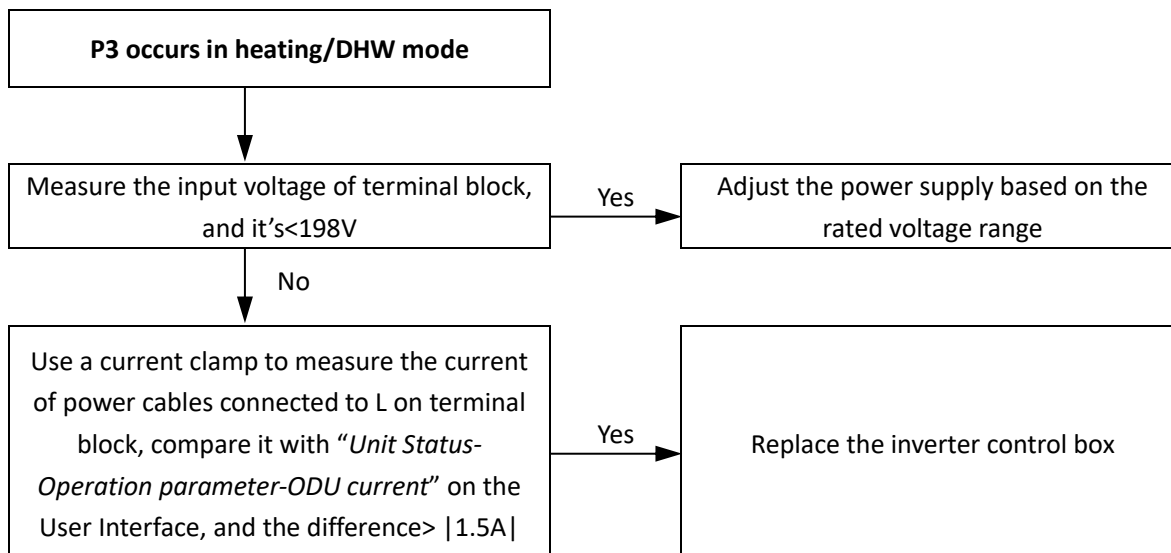 P3 occurs in heating/DHW mode
Measure the input voltage of terminal block,
and it’s<198V
Yes
Adjust the power supply based on the
rated voltage range
No
Use a current clamp to measure the current
of power cables connected to L on terminal
block, compare it with “Unit Status-
Operation parameter-ODU current” on the
User Interface, and the difference> |1.5A|
Yes
Replace the inverter control box